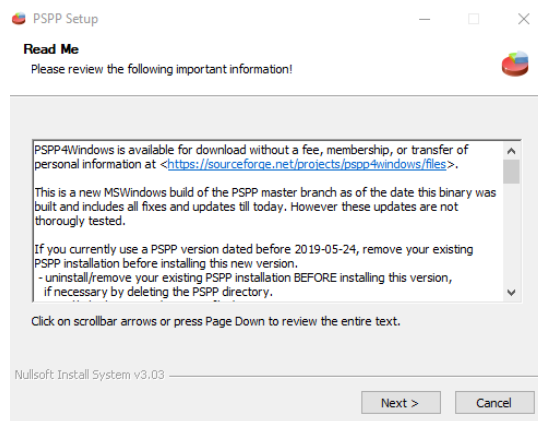 PSPP Setup
Read Me
Please review the following important information!
PSPP4Windows is available for download without a fee, membership, or transfer of
personal information at <https://sourceforge.net/projects/pspp4windows/files>.
This is a new MSWindows build of the PSPP master branch as of the date this binary was
built and includes all fixes and updates till today. However these updates are not
thorougly tested.
If you currently use a PSPP version dated before 2019-05-24, remove your existing
PSPP installation before installing this new version.
- uninstall/remove your existing PSPP installation BEFORE installing this version,
if necessary by deleting the PSPP directory.
Click on scrollbar arrows or press Page Down to review the entire text.
Nullsoft Install System v3.03
Next >
Cancel